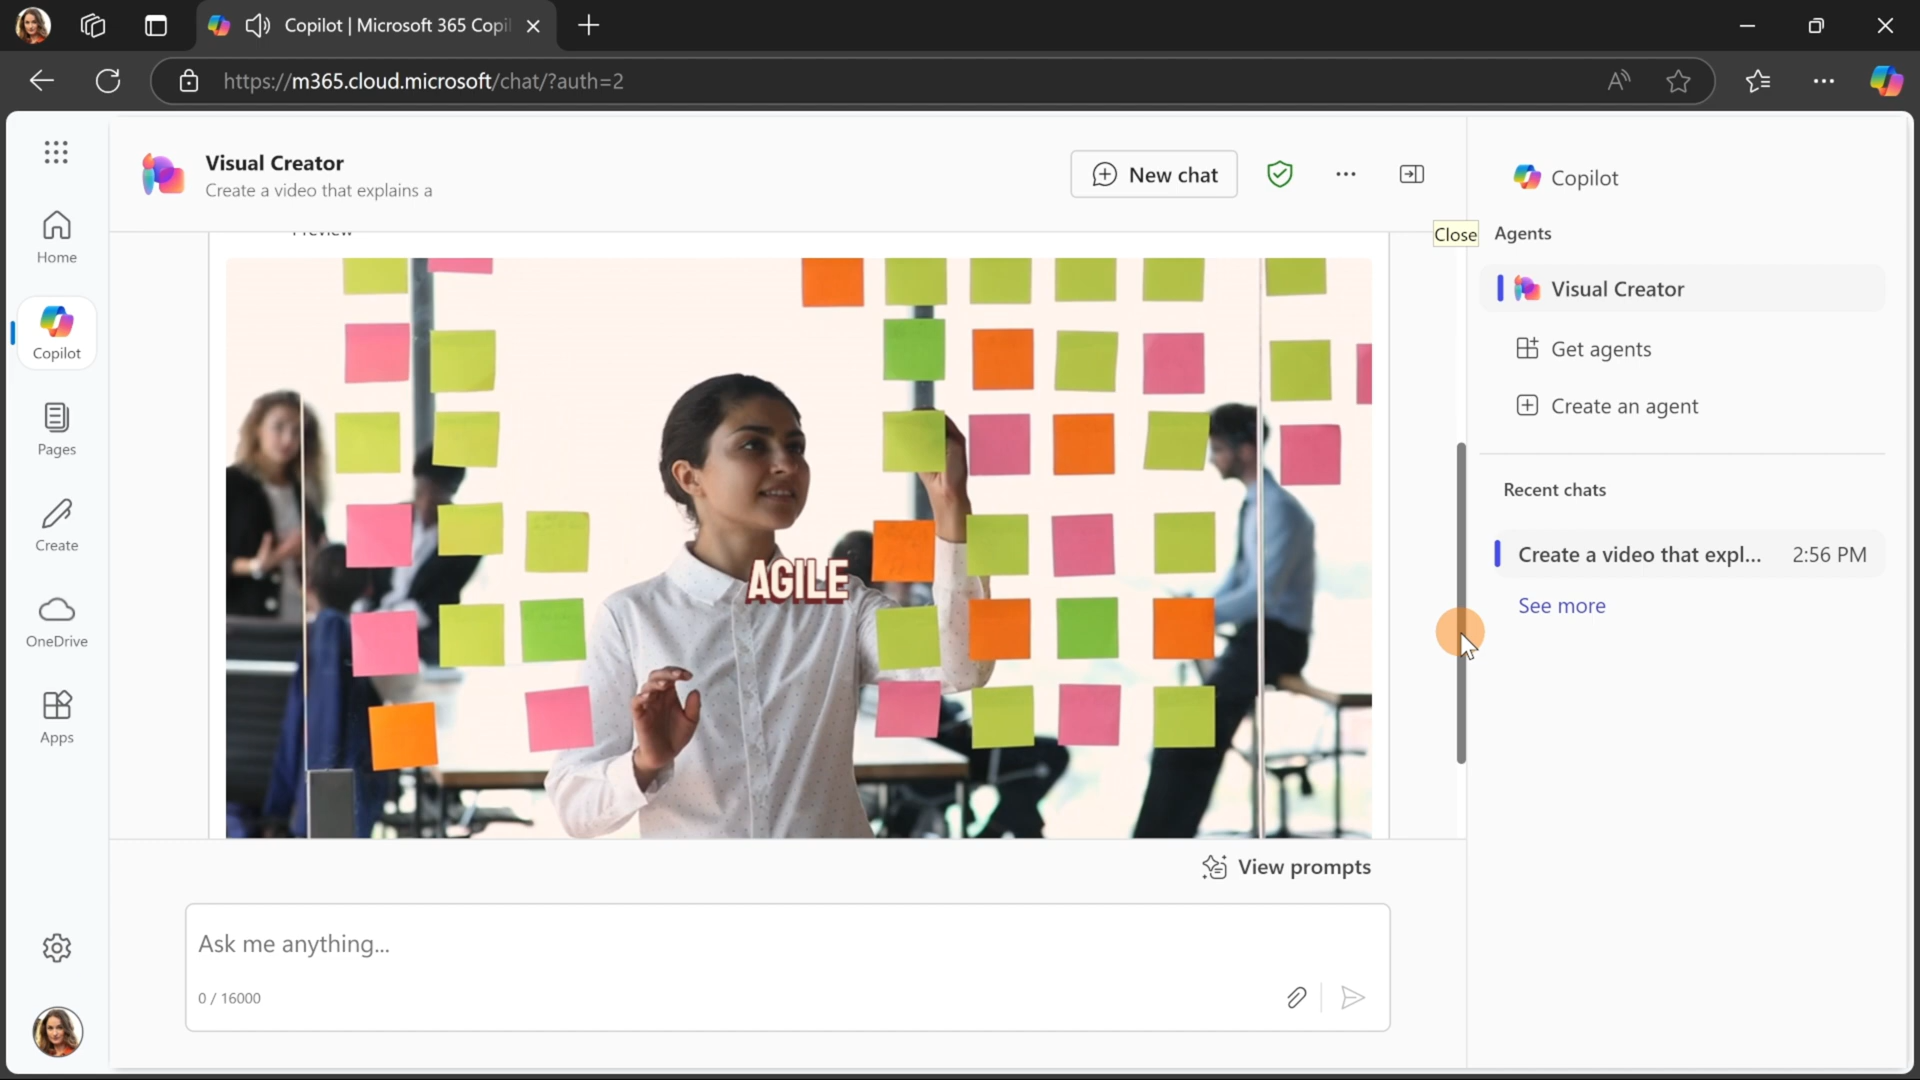 Copilot | Microsoft 365 Copil
https://m365.cloud.microsoft/chat/?auth=2
Visual Creator
Create a video that explains a
New chat
Close
Preview
AGILE
Home
Copilot
Pages
Create
OneDrive
Apps
View prompts
Ask me anything...
0 / 16000
Copilot
Agents
Visual Creator
Get agents
Create an agent
Recent chats
Create a video that expl... 2:56 PM
See more